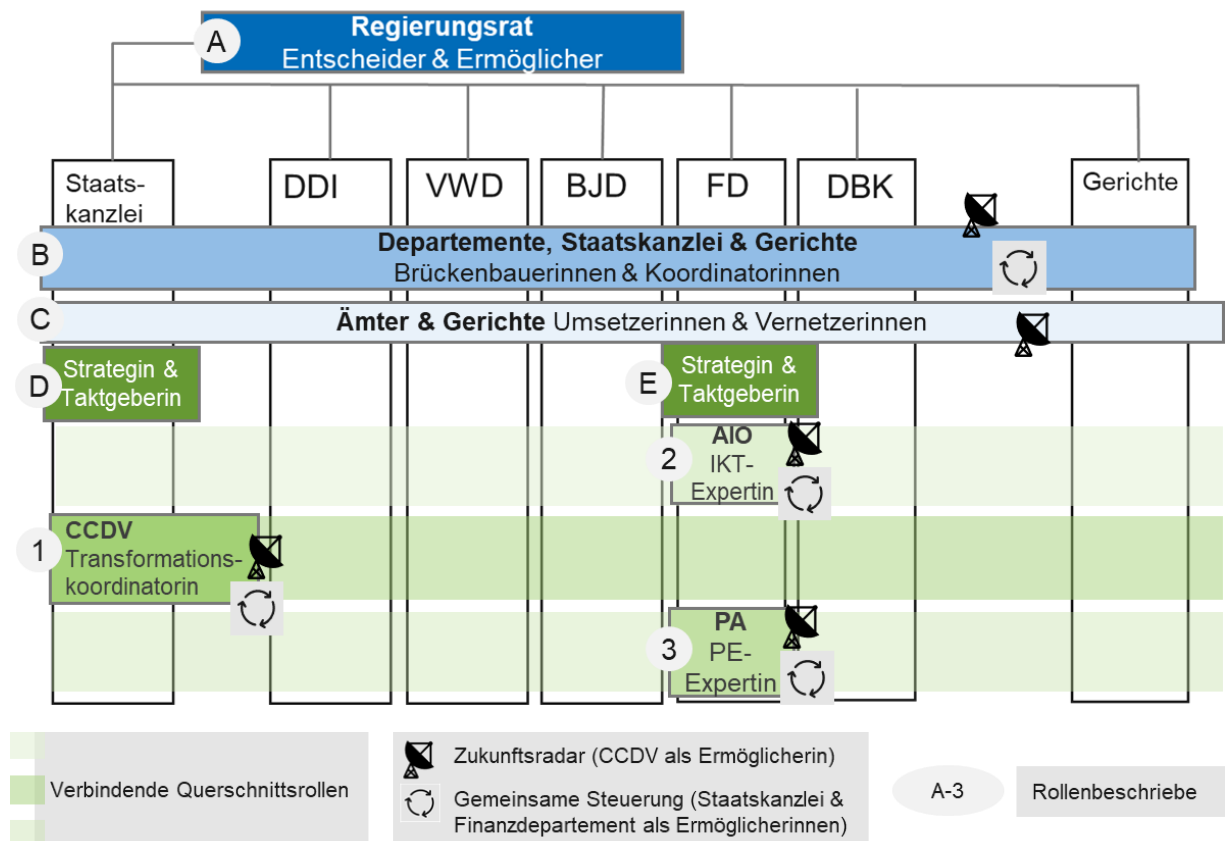 A
Regierungsrat
Entscheider & Ermöglicher
Staats-
kanzlei
DDI
VWD
BJD
FD
DBK
Gerichte
B
Departemente, Staatskanzlei & Gerichte
Brückenbauerinnen & Koordinatorinnen
C
Ämter & Gerichte Umsetzerinnen & Vernetzerinnen
D
Strategin &
Taktgeberin
E
Strategin &
Taktgeberin
2
AIO
IKT-
Expertin
1
CCDV
Transformations-
koordinatorin
3
PA
PE-
Expertin
Verbindende Querschnittsrollen
Zukunftsradar (CCDV als Ermöglicherin)
Gemeinsame Steuerung (Staatskanzlei &
Finanzdepartement als Ermöglicherinnen)
A-3
Rollenbeschriebe